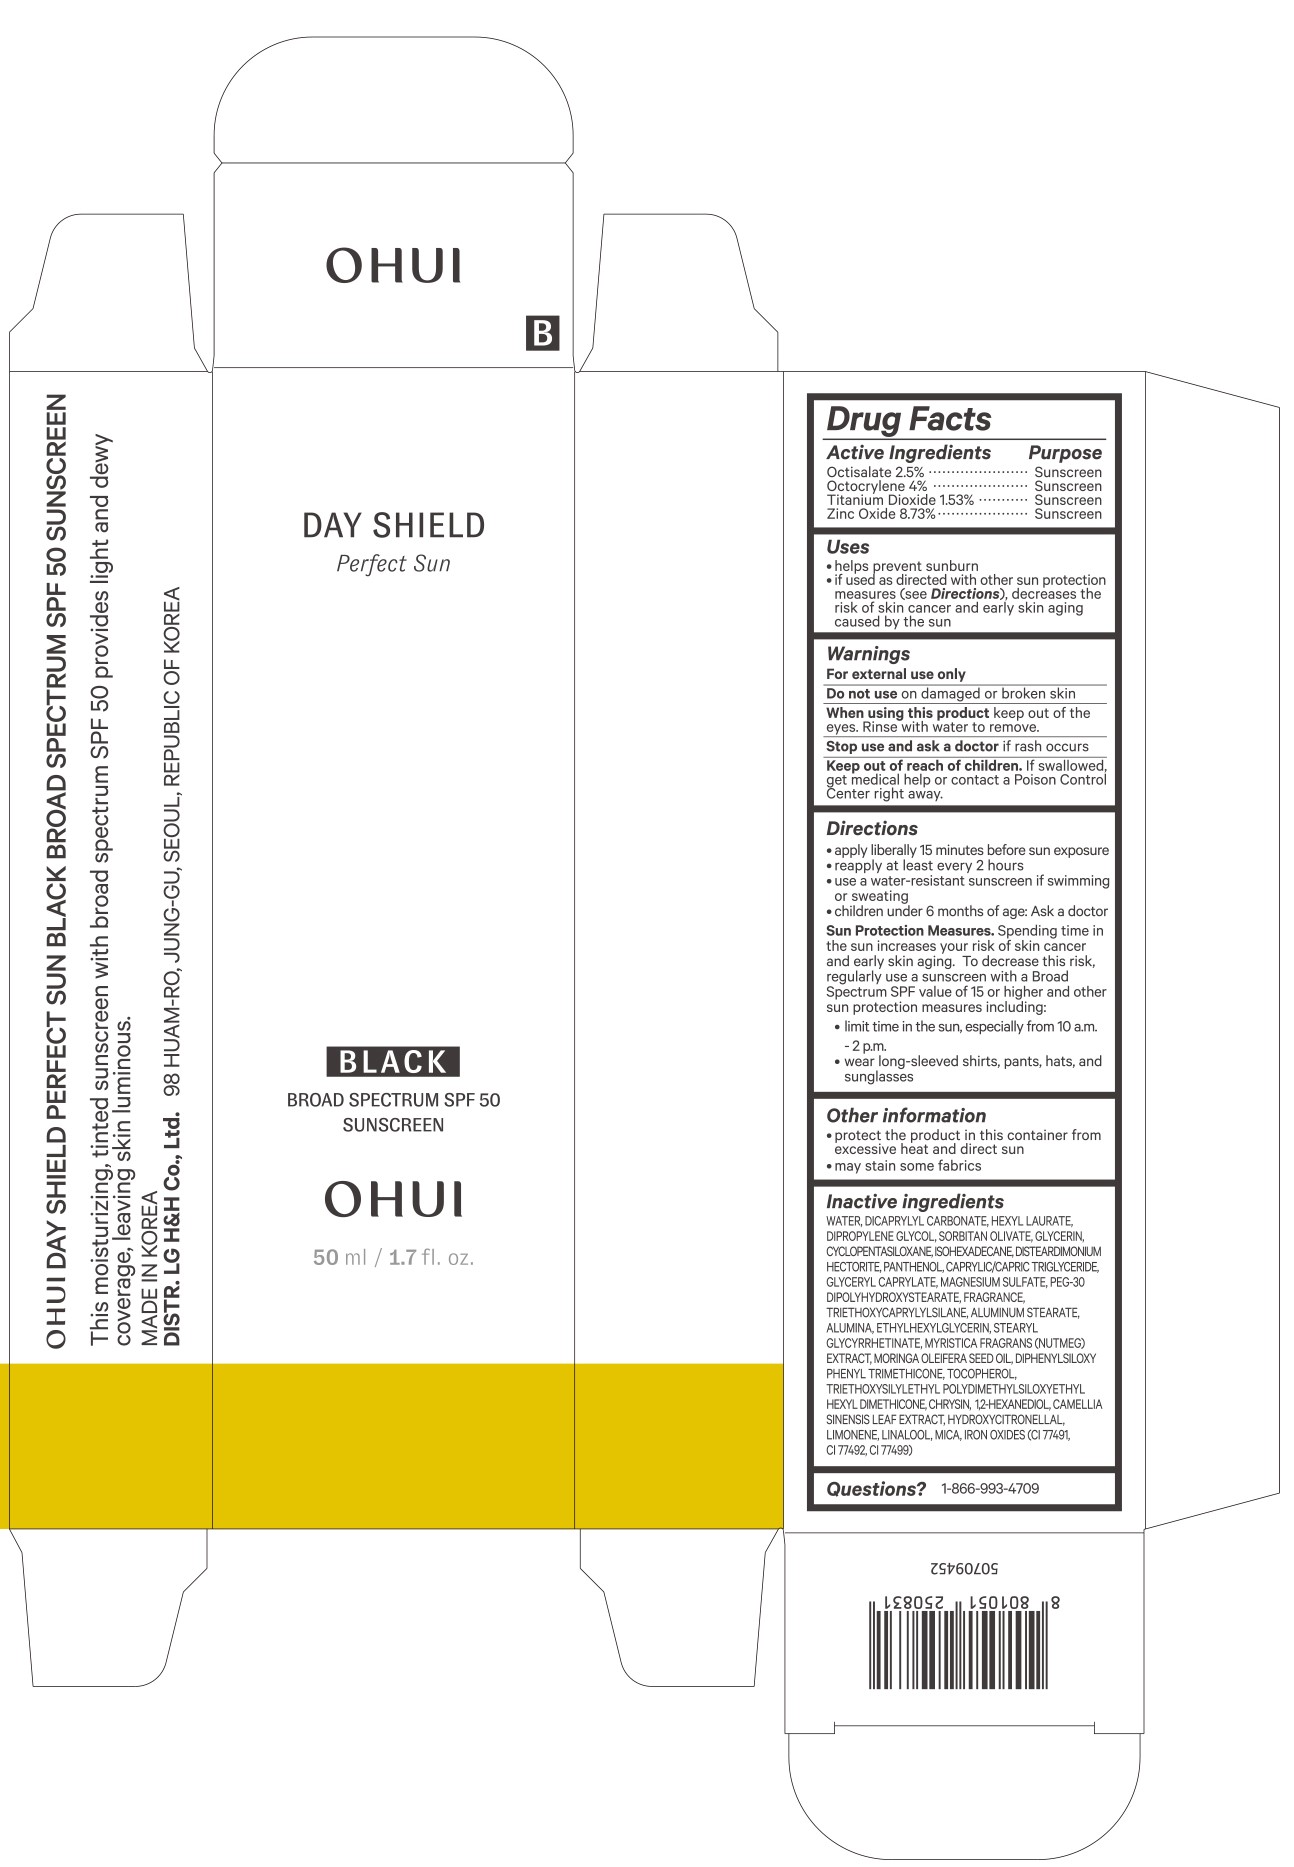 OHUI
B
OHUI DAY SHIELD PERFECT SUN BLACK BROAD SPECTRUM SPF 50 SUNSCREEN
This moisturizing, tinted sunscreen with broad spectrum SPF 50 provides light and dewy
coverage, leaving skin luminous.
MADE IN KOREA
DISTR. LG H&H Co., Ltd. 98 HUAM-RO, JUNG-GU, SEOUL, REPUBLIC OF KOREA
DAY SHIELD
Perfect Sun
BLACK
BROAD SPECTRUM SPF 50
SUNSCREEN
OHUI
50 ml / 1.7 fl. oz.
Drug Facts
Active Ingredients Purpose
Octisalate 2.5% ······················ Sunscreen
Octocrylene 4% ····················· Sunscreen
Titanium Dioxide 1.53% ··········· Sunscreen
Zinc Oxide 8.73% ···················· Sunscreen
Uses
• helps prevent sunburn
• if used as directed with other sun protection
measures (see Directions), decreases the
risk of skin cancer and early skin aging
caused by the sun
Warnings
For external use only
Do not use on damaged or broken skin
When using this product keep out of the
eyes. Rinse with water to remove.
Stop use and ask a doctor if rash occurs
Keep out of reach of children. If swallowed,
get medical help or contact a Poison Control
Center right away.
Directions
• apply liberally 15 minutes before sun exposure
• reapply at least every 2 hours
• use a water-resistant sunscreen if swimming
or sweating
• children under 6 months of age: Ask a doctor
Sun Protection Measures. Spending time in
the sun increases your risk of skin cancer
and early skin aging. To decrease this risk,
regularly use a sunscreen with a Broad
Spectrum SPF value of 15 or higher and other
sun protection measures including:
• limit time in the sun, especially from 10 a.m.
- 2 p.m.
• wear long-sleeved shirts, pants, hats, and
sunglasses
Other information
• protect the product in this container from
excessive heat and direct sun
• may stain some fabrics
Inactive ingredients
WATER, DICAPRYLYL CARBONATE, HEXYL LAURATE,
DIPROPYLENE GLYCOL, SORBITAN OLIVATE, GLYCERIN,
CYCLOPENTASILOXANE, ISOHEXADECANE, DISTEARDIMONIUM
HECTORITE, PANTHENOL, CAPRYLIC/CAPRIC TRIGLYCERIDE,
GLYCERYL CAPRYLATE, MAGNESIUM SULFATE, PEG-30
DIPOLYHYDROXYSTEARATE, FRAGRANCE,
TRIETHOXYCAPRYLYLSILANE, ALUMINUM STEARATE,
ALUMINA, ETHYLHEXYLGLYCERIN, STEARYL
GLYCYRRHETINATE, MYRISTICA FRAGRANS (NUTMEG)
EXTRACT, MORINGA OLEIFERA SEED OIL, DIPHENYLSILOXY
PHENYL TRIMETHICONE, TOCOPHEROL,
TRIETHOXYSILYLETHYL POLYDIMETHYLSILOXYETHYL
HEXYL DIMETHICONE, CHRYSIN, 1,2-HEXANEDIOL, CAMELLIA
SINENSIS LEAF EXTRACT, HYDROXYCITRONELLAL,
LIMONENE, LINALOOL, MICA, IRON OXIDES (CI 77491,
CI 77492, CI 77499)
Questions? 1-866-993-4709
50709452
8 801051 250831